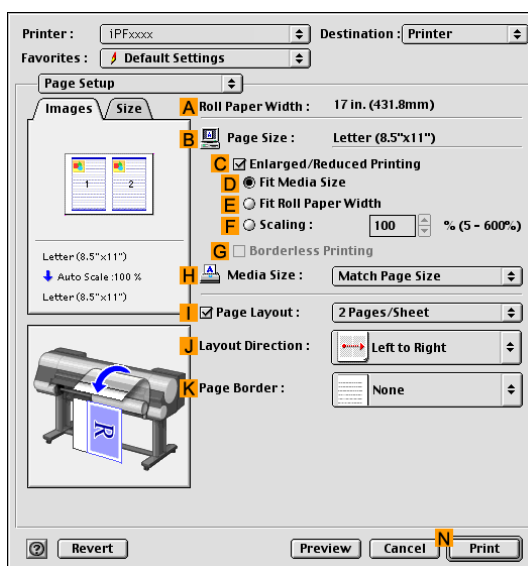 Printer : iPFxxxx Destination : Printer
Favorites : Default Settings
Page Setup
Images Size
A Roll Paper Width : 17 in. (431.8mm)
B Page Size : Letter (8.5"x11")
C Enlarged/Reduced Printing
1 2
D Fit Media Size
E Fit Roll Paper Width
F Scaling : 100 % (5 - 600%)
G Borderless Printing
Letter (8.5"x11")
Auto Scale :100 %
Letter (8.5"x11")
H Media Size : Match Page Size
I Page Layout : 2 Pages/Sheet
J Layout Direction : Left to Right
K Page Border : None
R
N
? Revert Preview Cancel Print